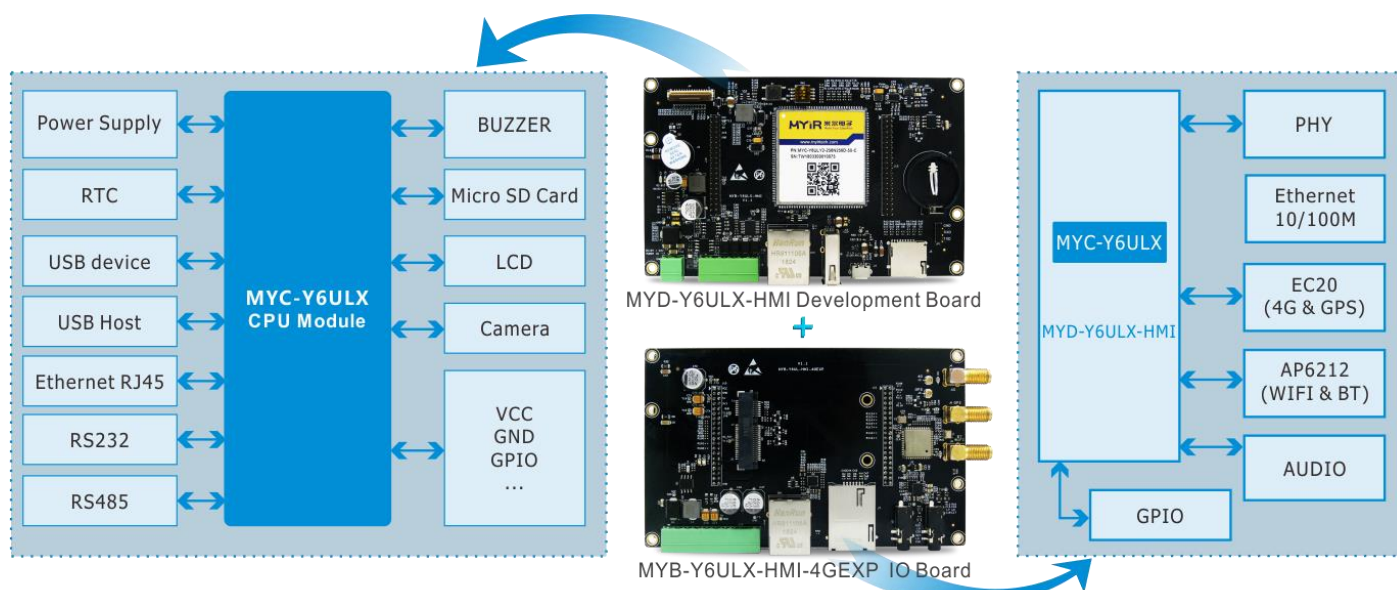 Power Supply
RTC
USB device
USB Host
Ethernet RJ45
RS232
RS485
MYC-Y6ULX
CPU Module
BUZZER
Micro SD Card
LCD
Camera
VCC
GND
GPIO
...
MYiR
MYD-Y6ULX-HMI Development Board
+
MYB-Y6ULX-HMI-4GEXP IO Board
MYC-Y6ULX
MYD-Y6ULX-HMI
PHY
Ethernet
10/100M
EC20
(4G & GPS)
AP6212
(WIFI & BT)
AUDIO
GPIO